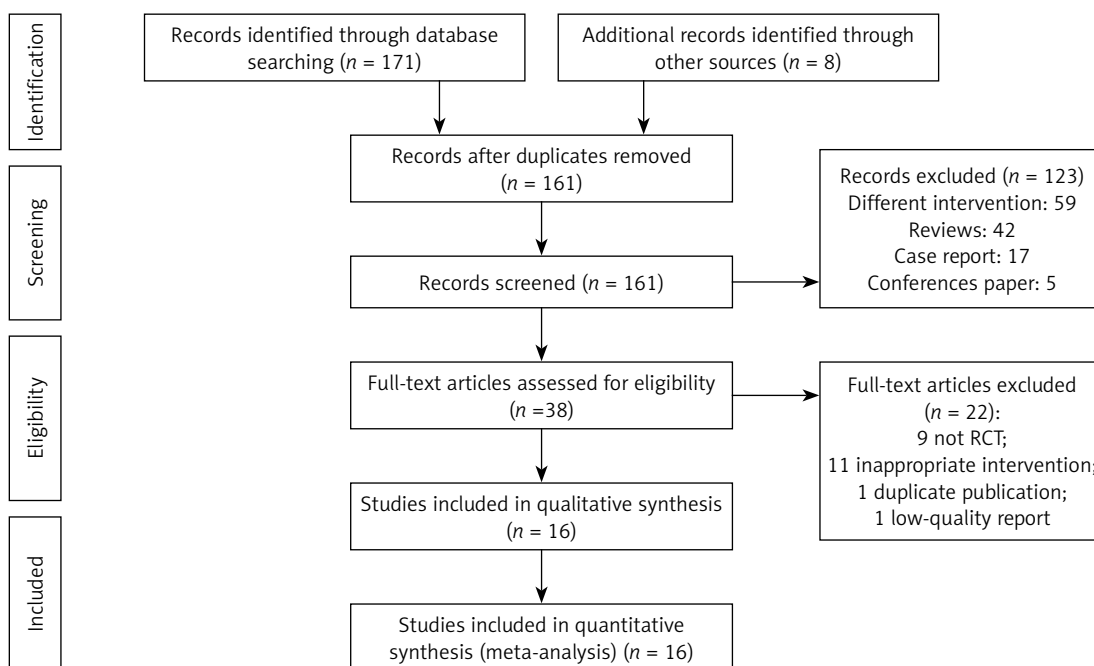 Identification
Records identified through database
searching (n = 171)
Additional records identified through
other sources (n = 8)
Records after duplicates removed
(n = 161)
Screening
Records screened (n = 161)
Records excluded (n = 123)
Different intervention: 59
Reviews: 42
Case report: 17
Conferences paper: 5
Eligibility
Full-text articles assessed for eligibility
(n =38)
Full-text articles excluded
(n = 22):
9 not RCT;
11 inappropriate intervention;
1 duplicate publication;
1 low-quality report
Studies included in qualitative synthesis
(n = 16)
Included
Studies included in quantitative
synthesis (meta-analysis) (n = 16)